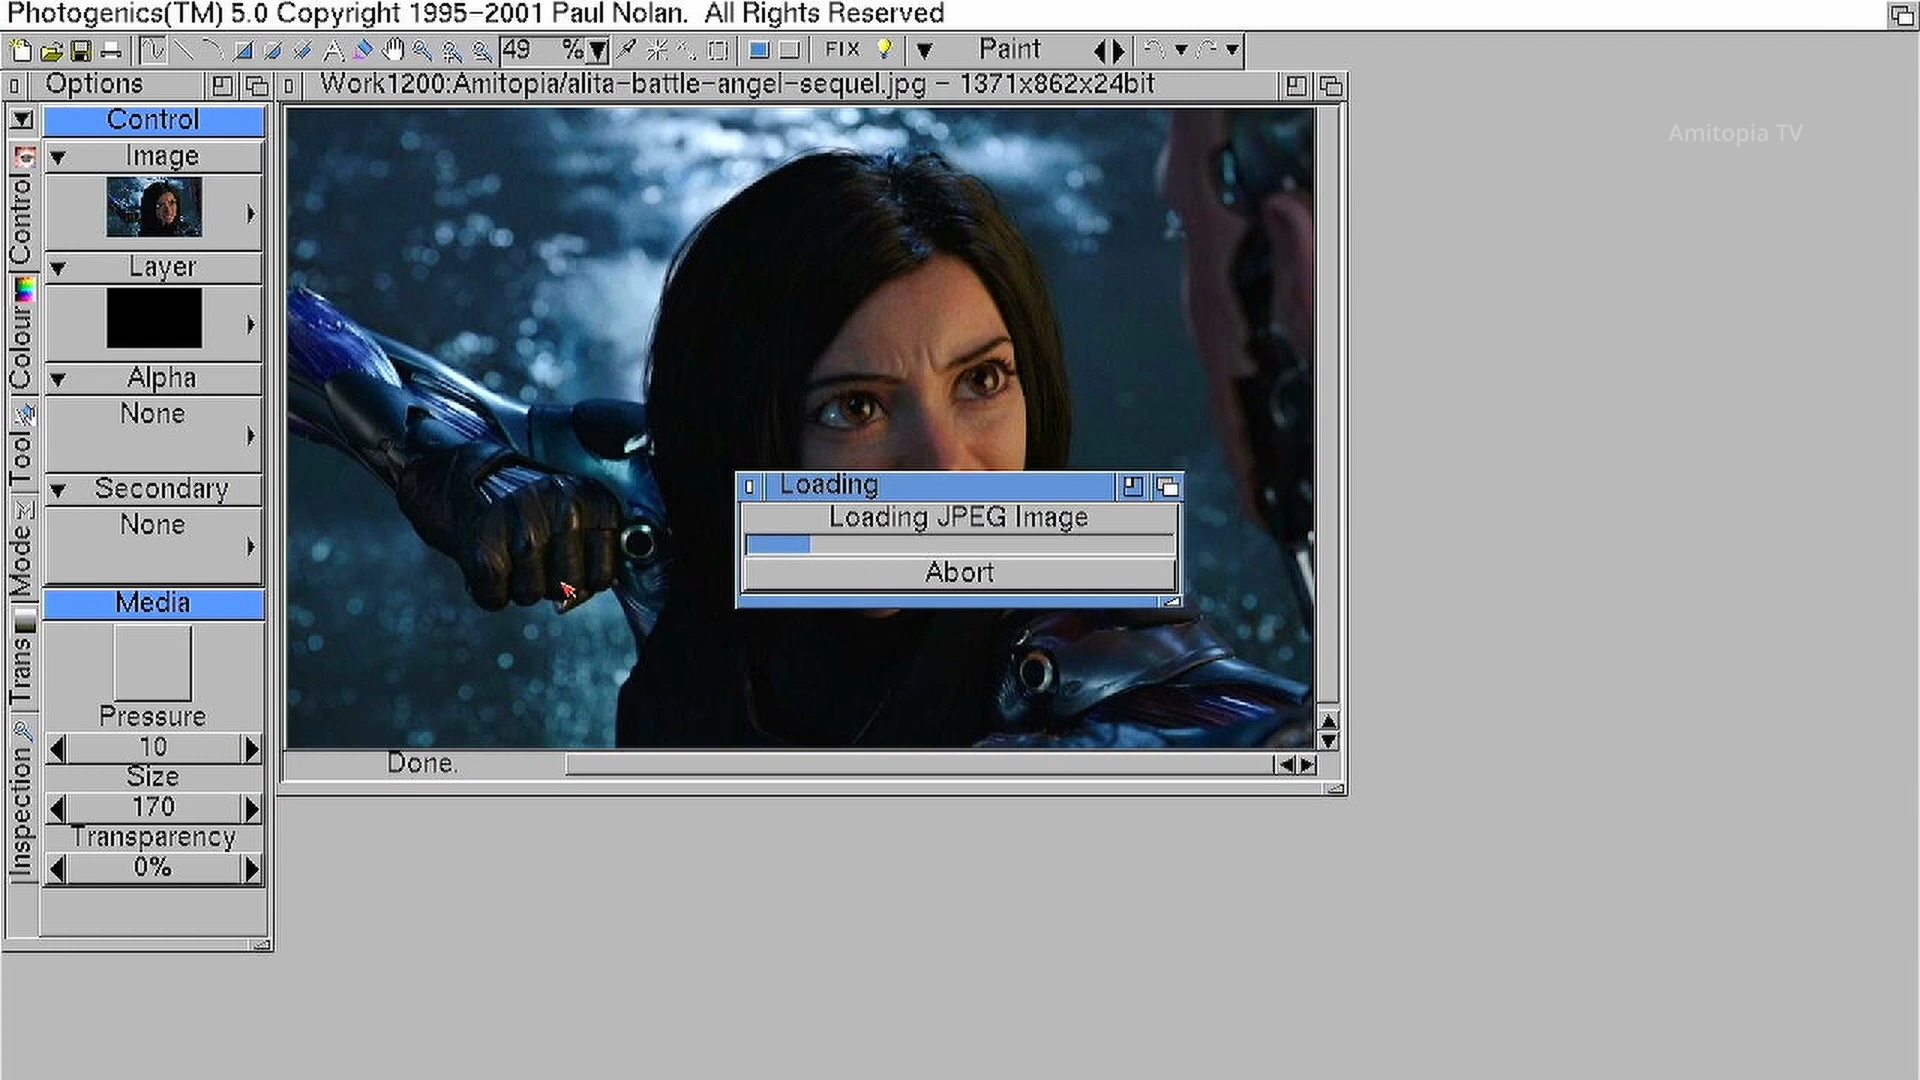 Photogenics(TM) 5.0 Copyright 1995-2001 Paul Nolan.  All Rights Reserved
49 %
FIX
Paint
Options
Work1200:Amitopia/alita-battle-angel-sequel.jpg - 1371x862x24bit
Amitopia TV
Control
Colour
Tool
Mode
Trans
Inspection
Control
Image
Layer
Alpha
None
Secondary
None
Media
Pressure
10
Size
170
Transparency
0%
Loading
Loading JPEG Image
Abort
Done.